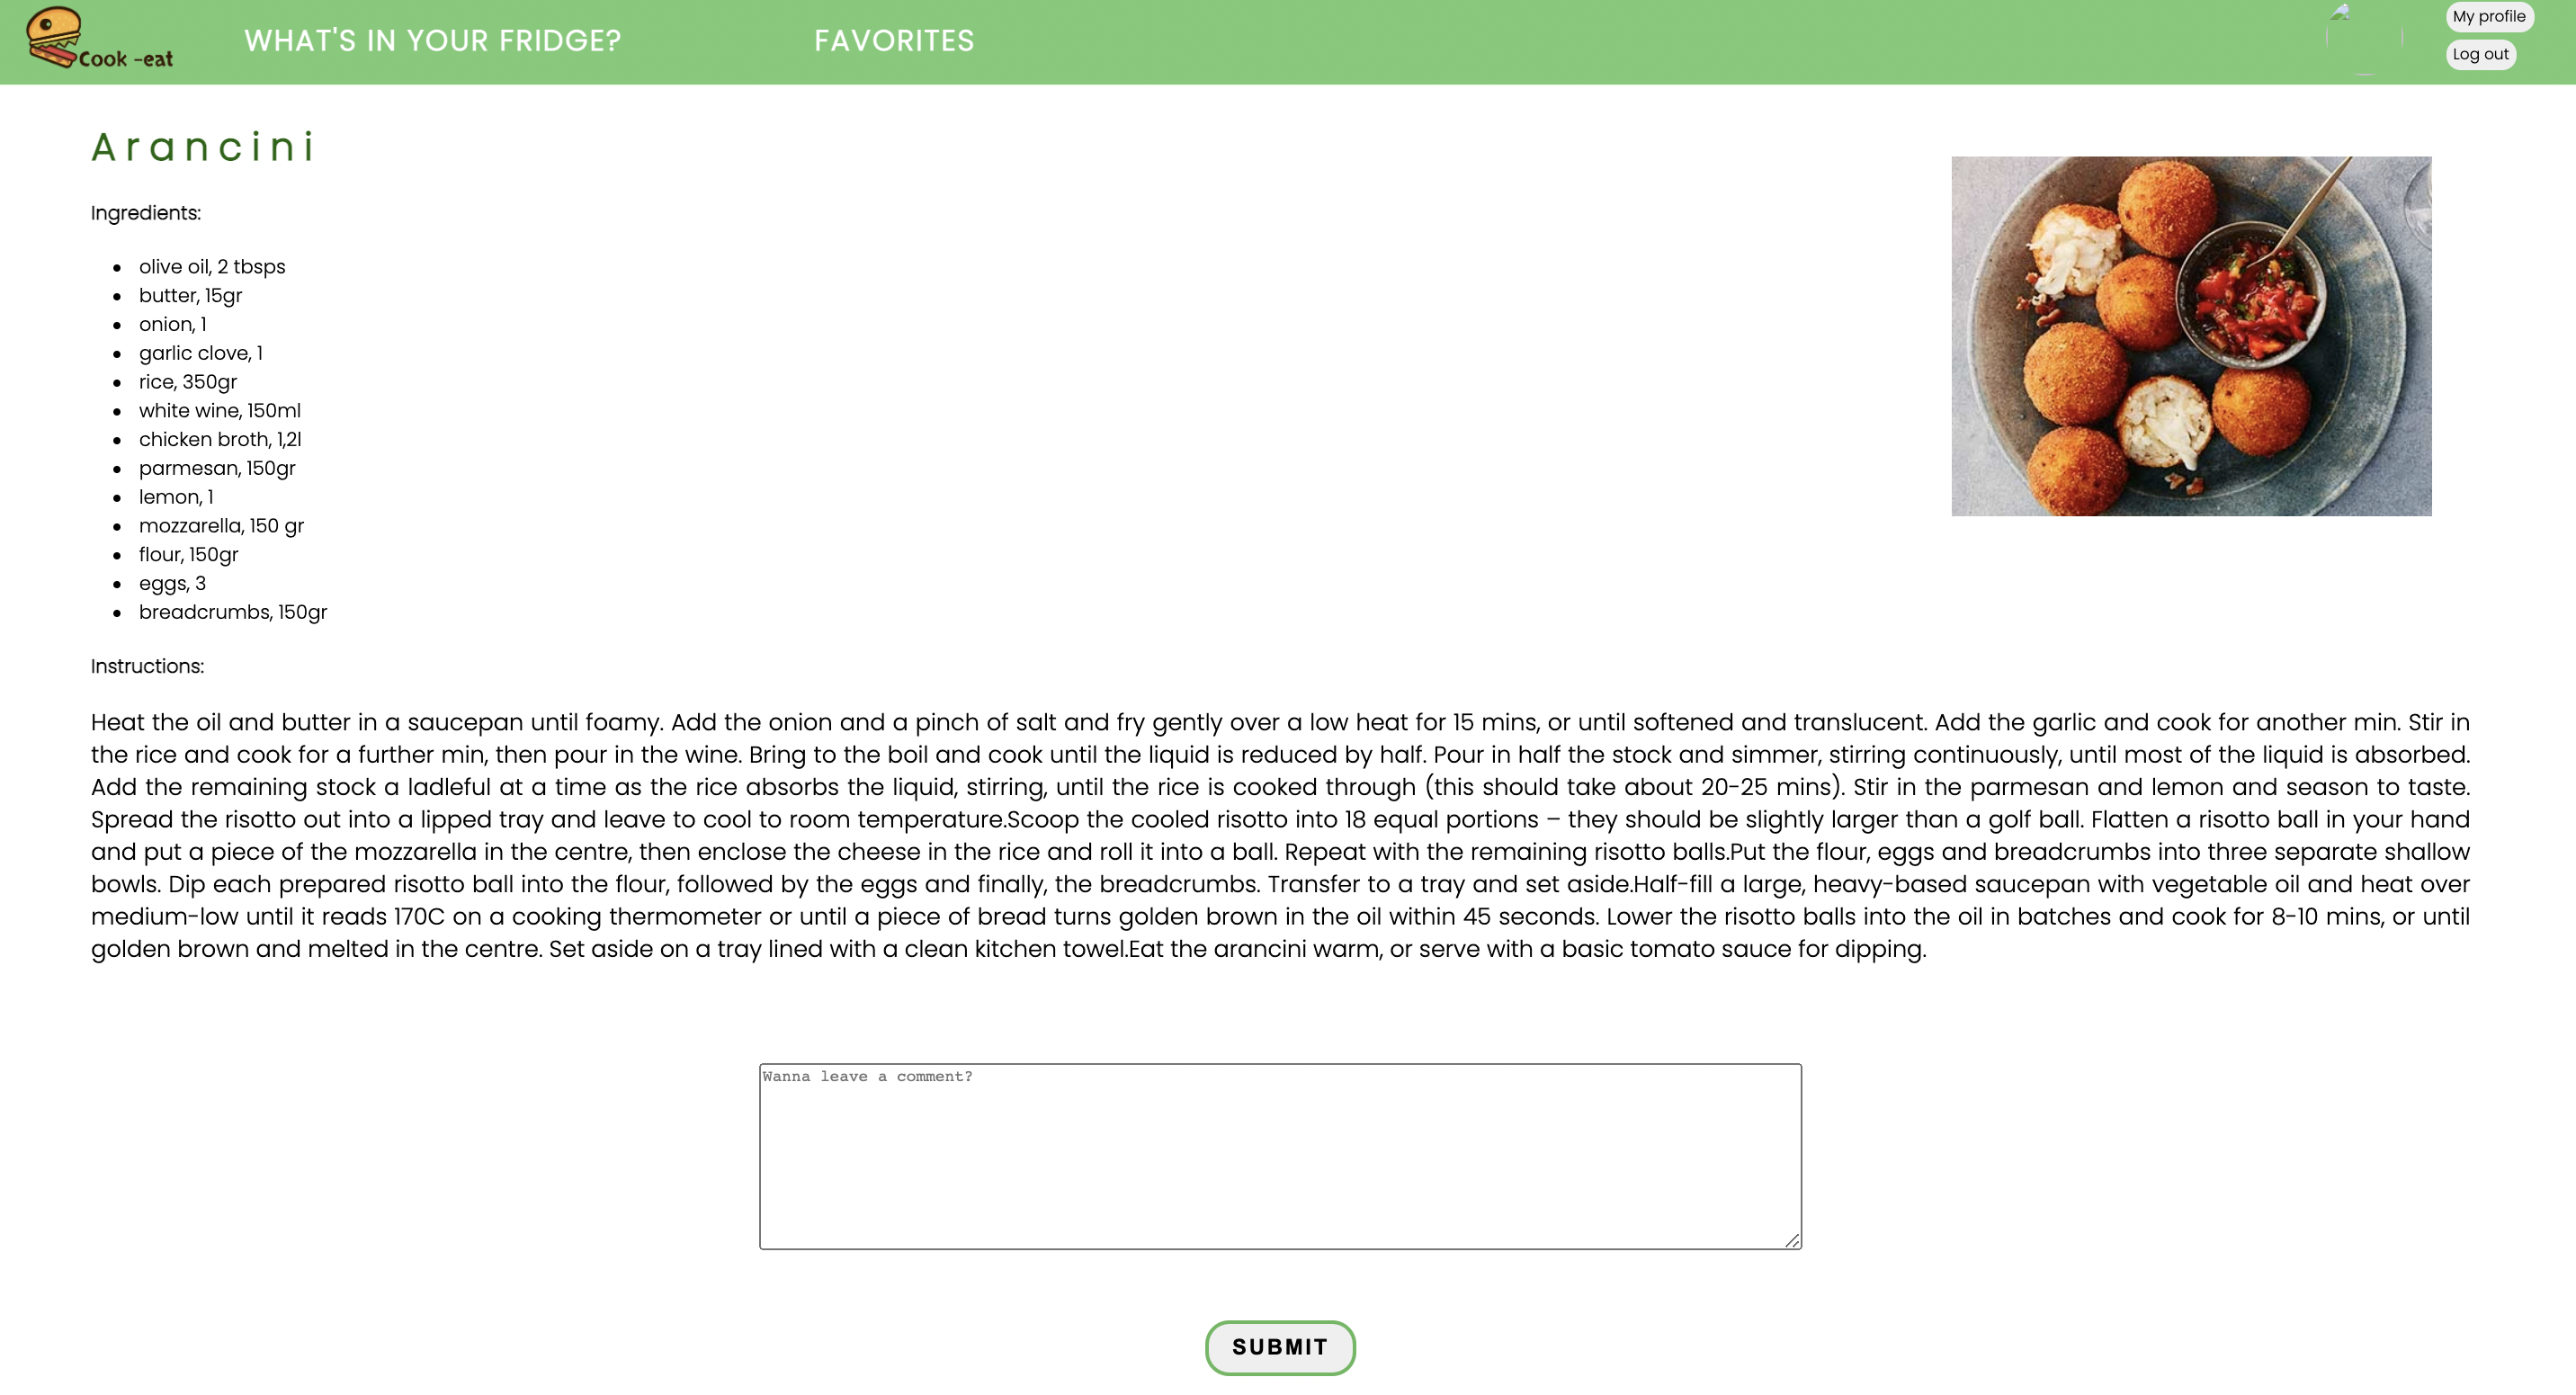 Cook -eat
WHAT'S IN YOUR FRIDGE?
FAVORITES
My profile
Log out
Arancini
Ingredients:
olive oil, 2 tbsps
butter, 15gr
onion, 1
garlic clove, 1
rice, 350gr
white wine, 150ml
chicken broth, 1,2l
parmesan, 150gr
lemon, 1
mozzarella, 150 gr
flour, 150gr
eggs, 3
breadcrumbs, 150gr
Instructions:
Heat the oil and butter in a saucepan until foamy. Add the onion and a pinch of salt and fry gently over a low heat for 15 mins, or until softened and translucent. Add the garlic and cook for another min. Stir in
the rice and cook for a further min, then pour in the wine. Bring to the boil and cook until the liquid is reduced by half. Pour in half the stock and simmer, stirring continuously, until most of the liquid is absorbed.
Add the remaining stock a ladleful at a time as the rice absorbs the liquid, stirring, until the rice is cooked through (this should take about 20-25 mins). Stir in the parmesan and lemon and season to taste.
Spread the risotto out into a lipped tray and leave to cool to room temperature.Scoop the cooled risotto into 18 equal portions – they should be slightly larger than a golf ball. Flatten a risotto ball in your hand
and put a piece of the mozzarella in the centre, then enclose the cheese in the rice and roll it into a ball. Repeat with the remaining risotto balls.Put the flour, eggs and breadcrumbs into three separate shallow
bowls. Dip each prepared risotto ball into the flour, followed by the eggs and finally, the breadcrumbs. Transfer to a tray and set aside.Half-fill a large, heavy-based saucepan with vegetable oil and heat over
medium-low until it reads 170C on a cooking thermometer or until a piece of bread turns golden brown in the oil within 45 seconds. Lower the risotto balls into the oil in batches and cook for 8-10 mins, or until
golden brown and melted in the centre. Set aside on a tray lined with a clean kitchen towel.Eat the arancini warm, or serve with a basic tomato sauce for dipping.
Wanna leave a comment?
SUBMIT